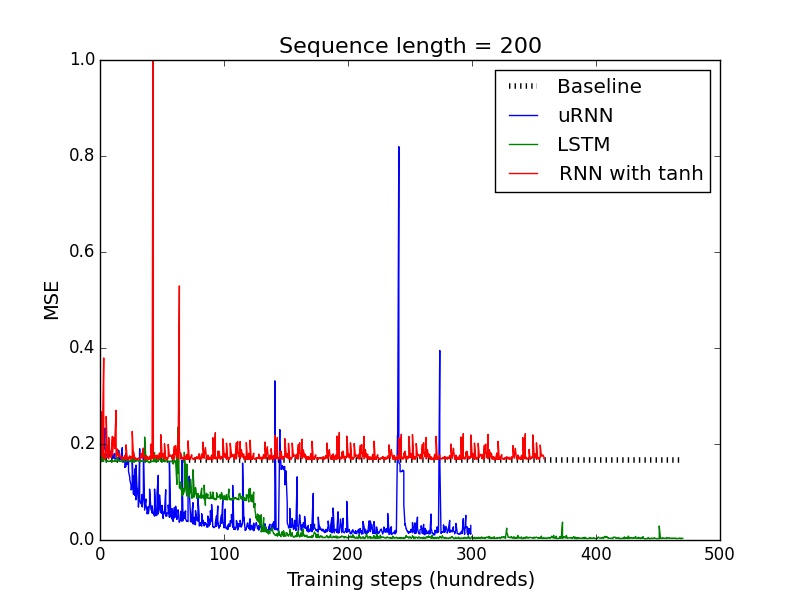 Sequence length = 200
1.0
0.8
0.6
0.4
0.2
0.0
MSE
Baseline
uRNN
LSTM
RNN with tanh
0 100 200 300 400 500
Training steps (hundreds)